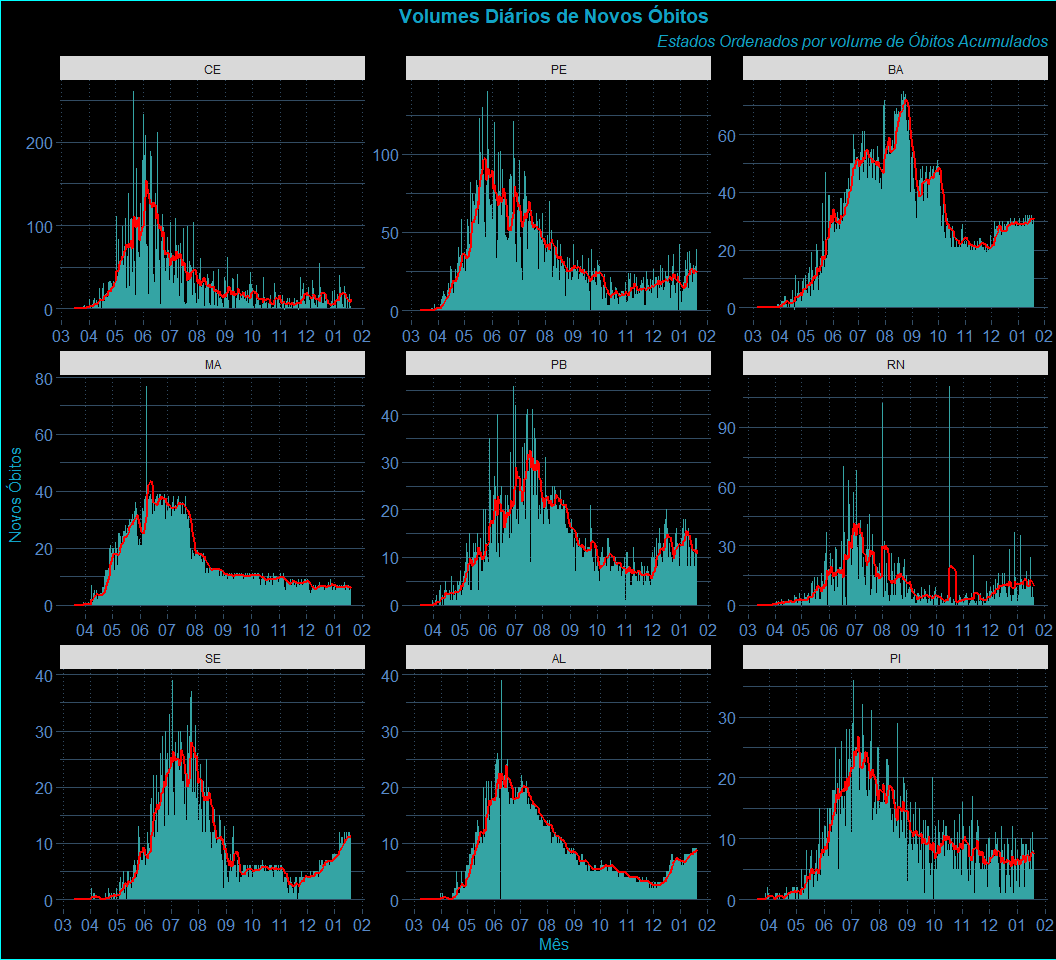 Volumes Diários de Novos Óbitos
Estados Ordenados por volume de Óbitos Acumulados
CE PE BA
200
100
0
03 04 05 06 07 08 09 10 11 12 01 02
100
50
0
03 04 05 06 07 08 09 10 11 12 01 02
60
40
20
0
03 04 05 06 07 08 09 10 11 12 01 02
MA PB RN
80
60
40
20
0
04 05 06 07 08 09 10 11 12 01 02
40
30
20
10
0
04 05 06 07 08 09 10 11 12 01 02
90
60
30
0
03 04 05 06 07 08 09 10 11 12 01 02
Novos Óbitos
SE AL PI
40
30
20
10
0
03 04 05 06 07 08 09 10 11 12 01 02
40
30
20
10
0
03 04 05 06 07 08 09 10 11 12 01 02
30
20
10
0
04 05 06 07 08 09 10 11 12 01 02
Mês